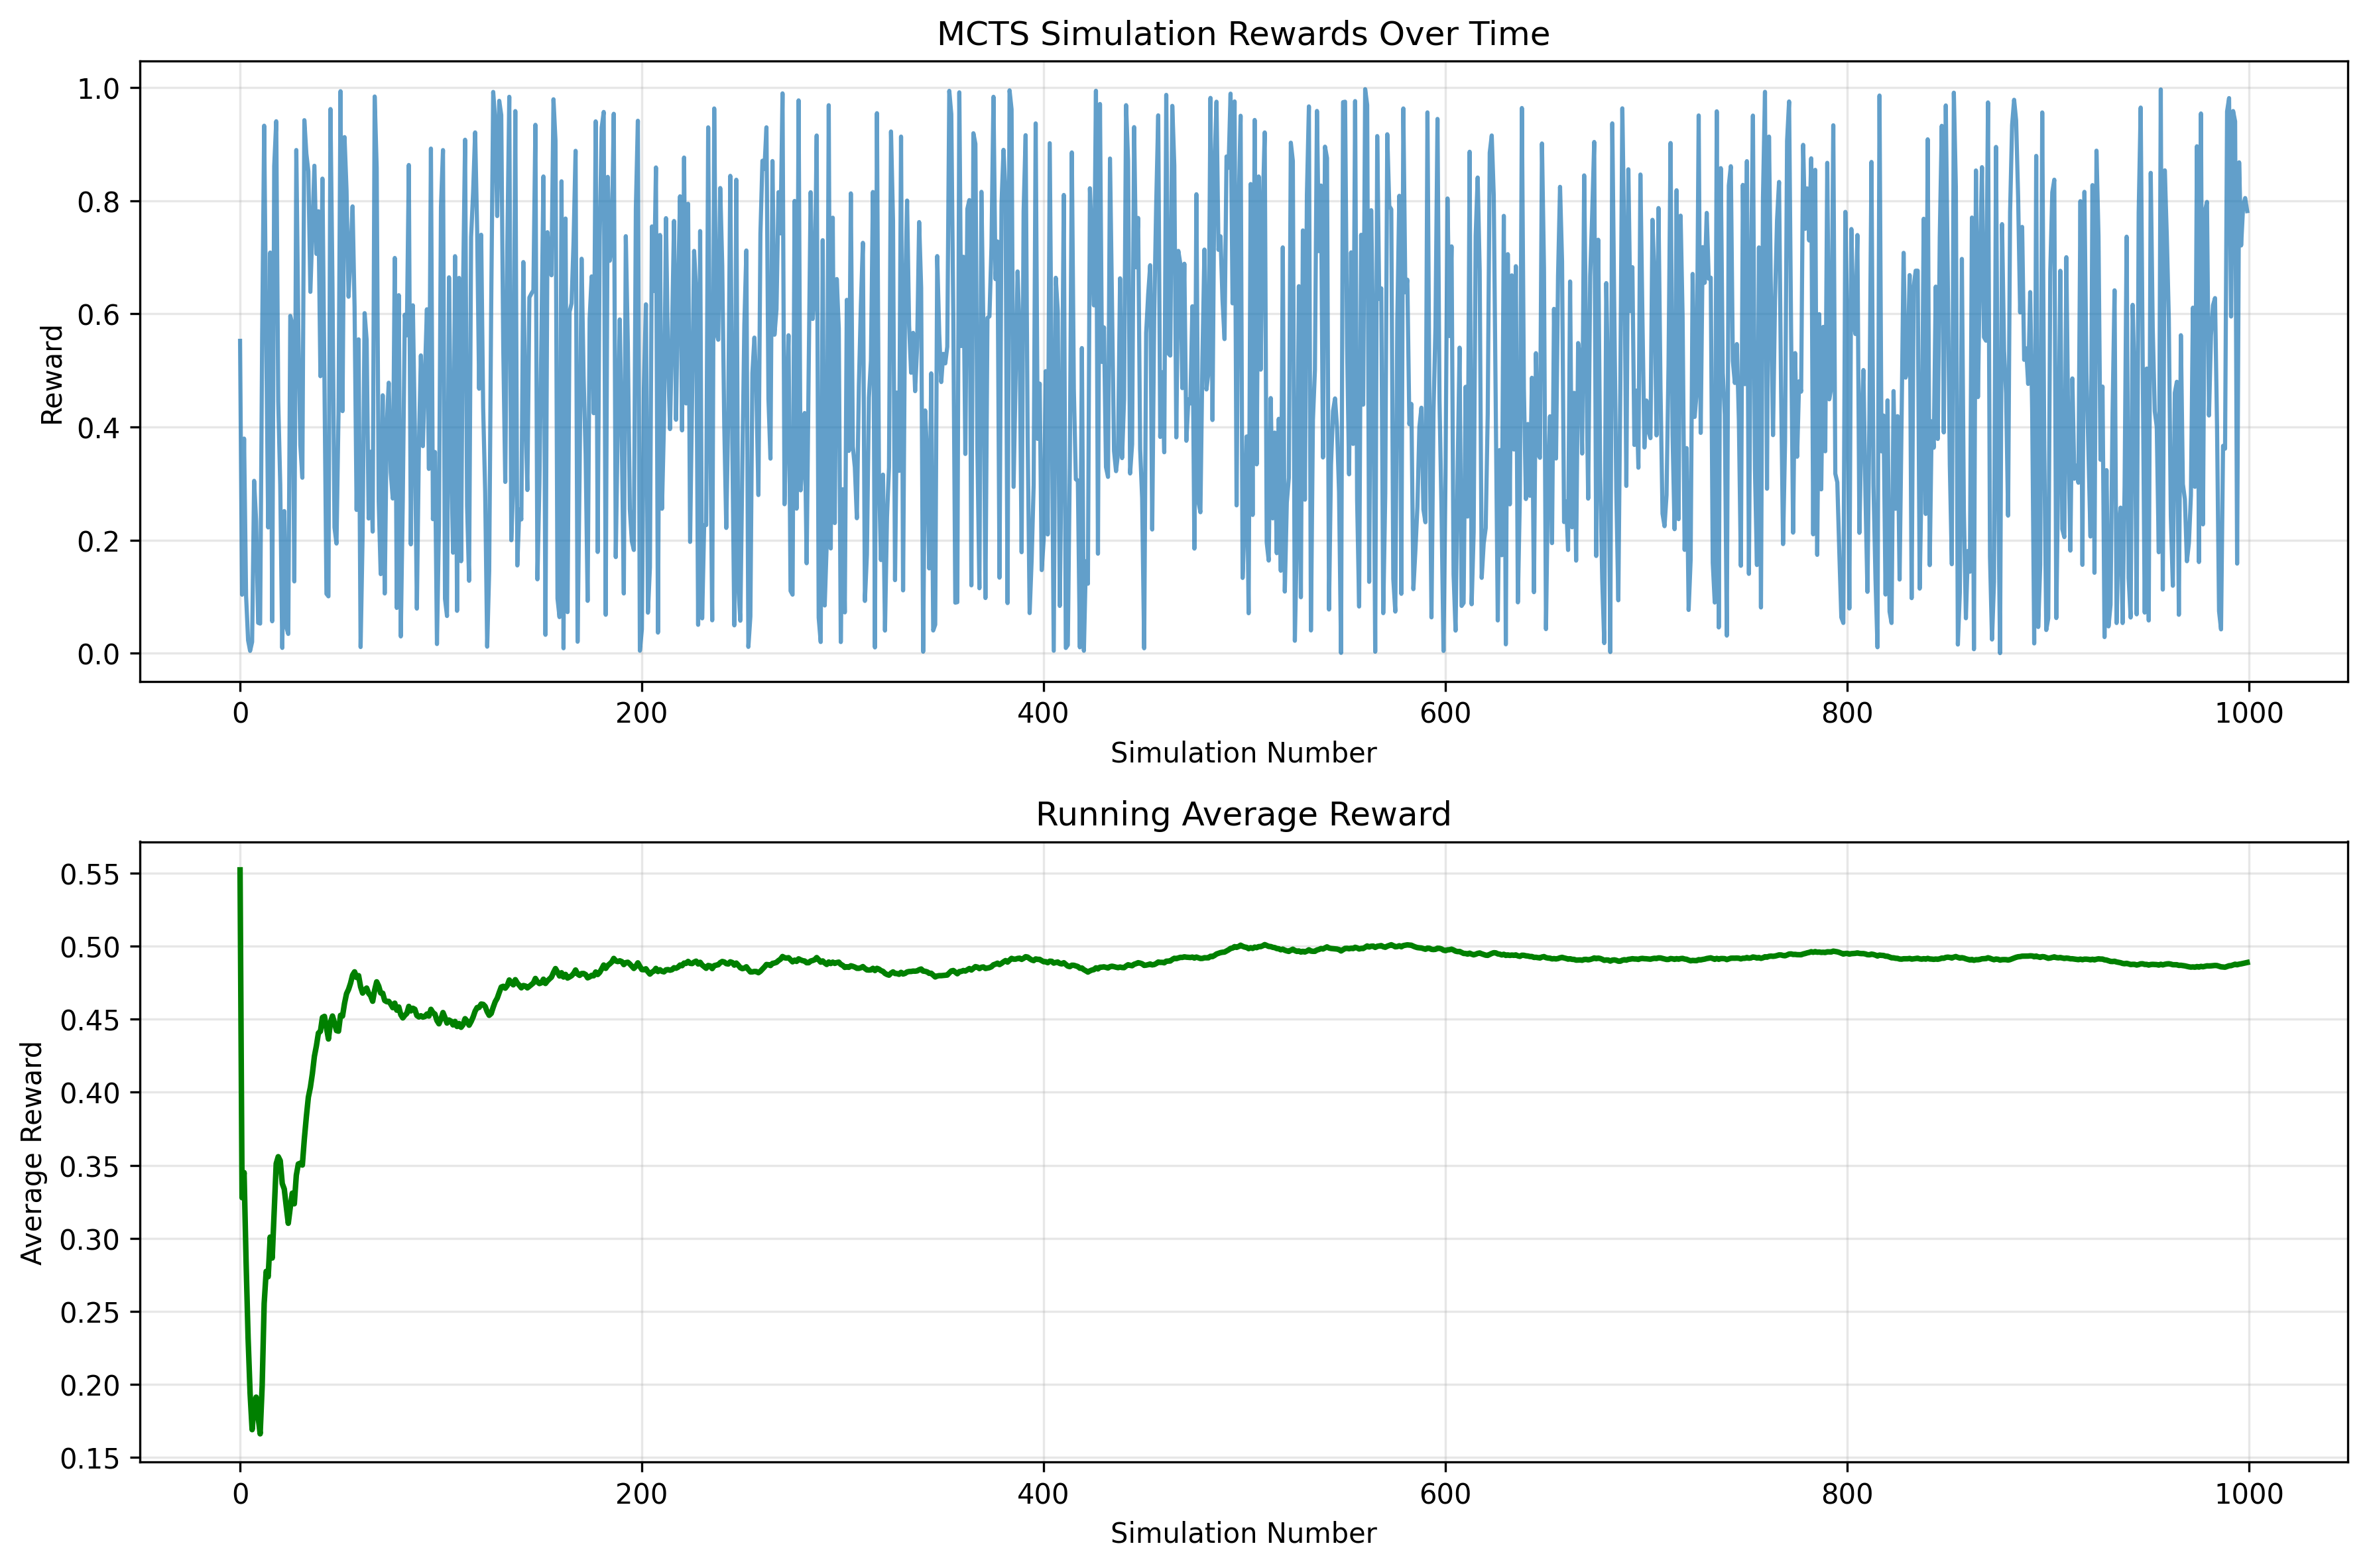 MCTS Simulation Rewards Over Time
1.0
0.8
0.6
0.4
0.2
0.0
Reward
0 200 400 600 800 1000
Simulation Number
Running Average Reward
0.55
0.50
0.45
0.40
0.35
0.30
0.25
0.20
0.15
Average Reward
0 200 400 600 800 1000
Simulation Number